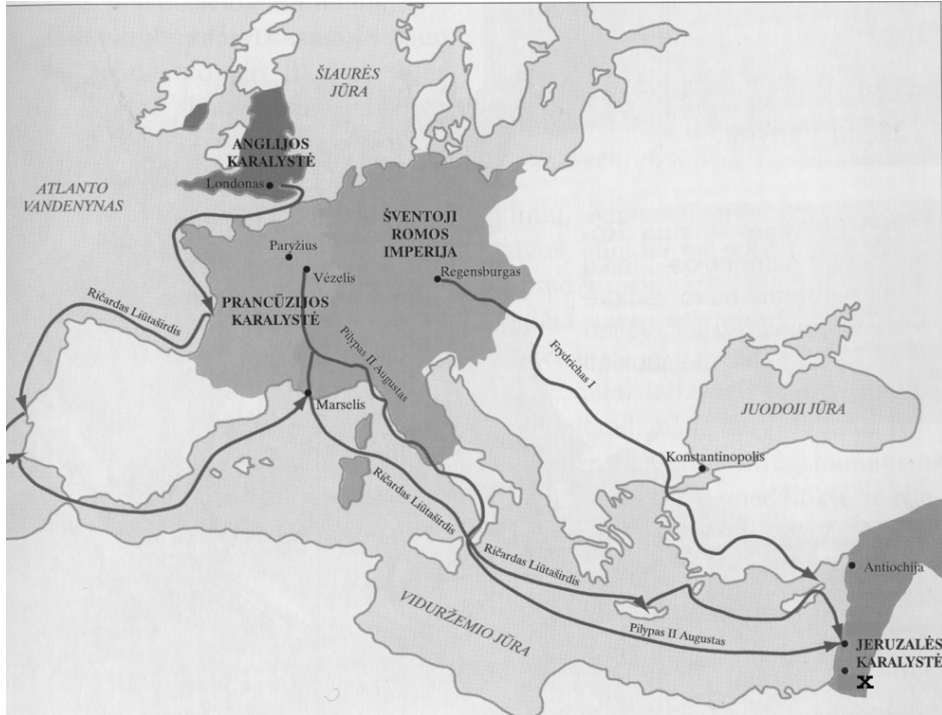 ŠIAURĖS
JŪRA
ANGLIJOS
KARALYSTĖ
Londonas
ATLANTO
VANDENYNAS
ŠVENTOJI
ROMOS
IMPERIJA
Paryžius
Vėzelis
Regensburgas
PRANCŪZIJOS
KARALYSTĖ
Ričardas Liūtaširdis
Pilypas II Augustas
Frydrichas I
Marselis
JUODOJI JŪRA
Konstantinopolis
Ričardas Liūtaširdis
Ričardas Liūtaširdis
Antiochija
VIDURŽEMIO JŪRA
Pilypas II Augustas
JERUZALĖS
KARALYSTĖ
X